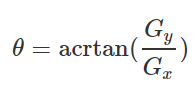 θ = acrtan(G_y/G_x)